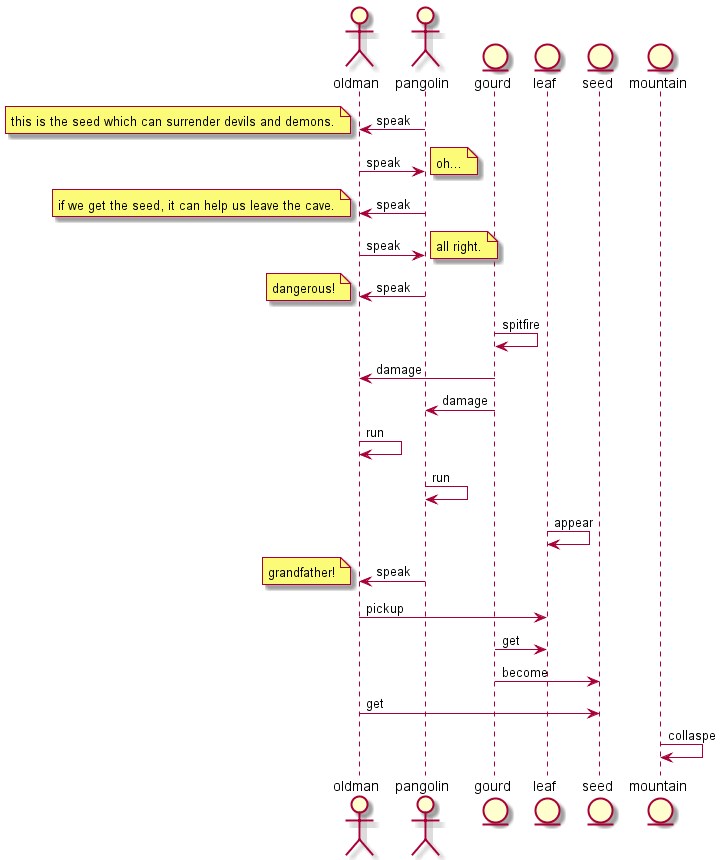 oldman pangolin gourd leaf seed mountain
speak
this is the seed which can surrender devils and demons.
speak
oh...
speak
if we get the seed, it can help us leave the cave.
speak
all right.
speak
dangerous!
spitfire
damage
damage
run
run
appear
speak
grandfather!
pickup
get
become
get
collaspe
oldman pangolin gourd leaf seed mountain